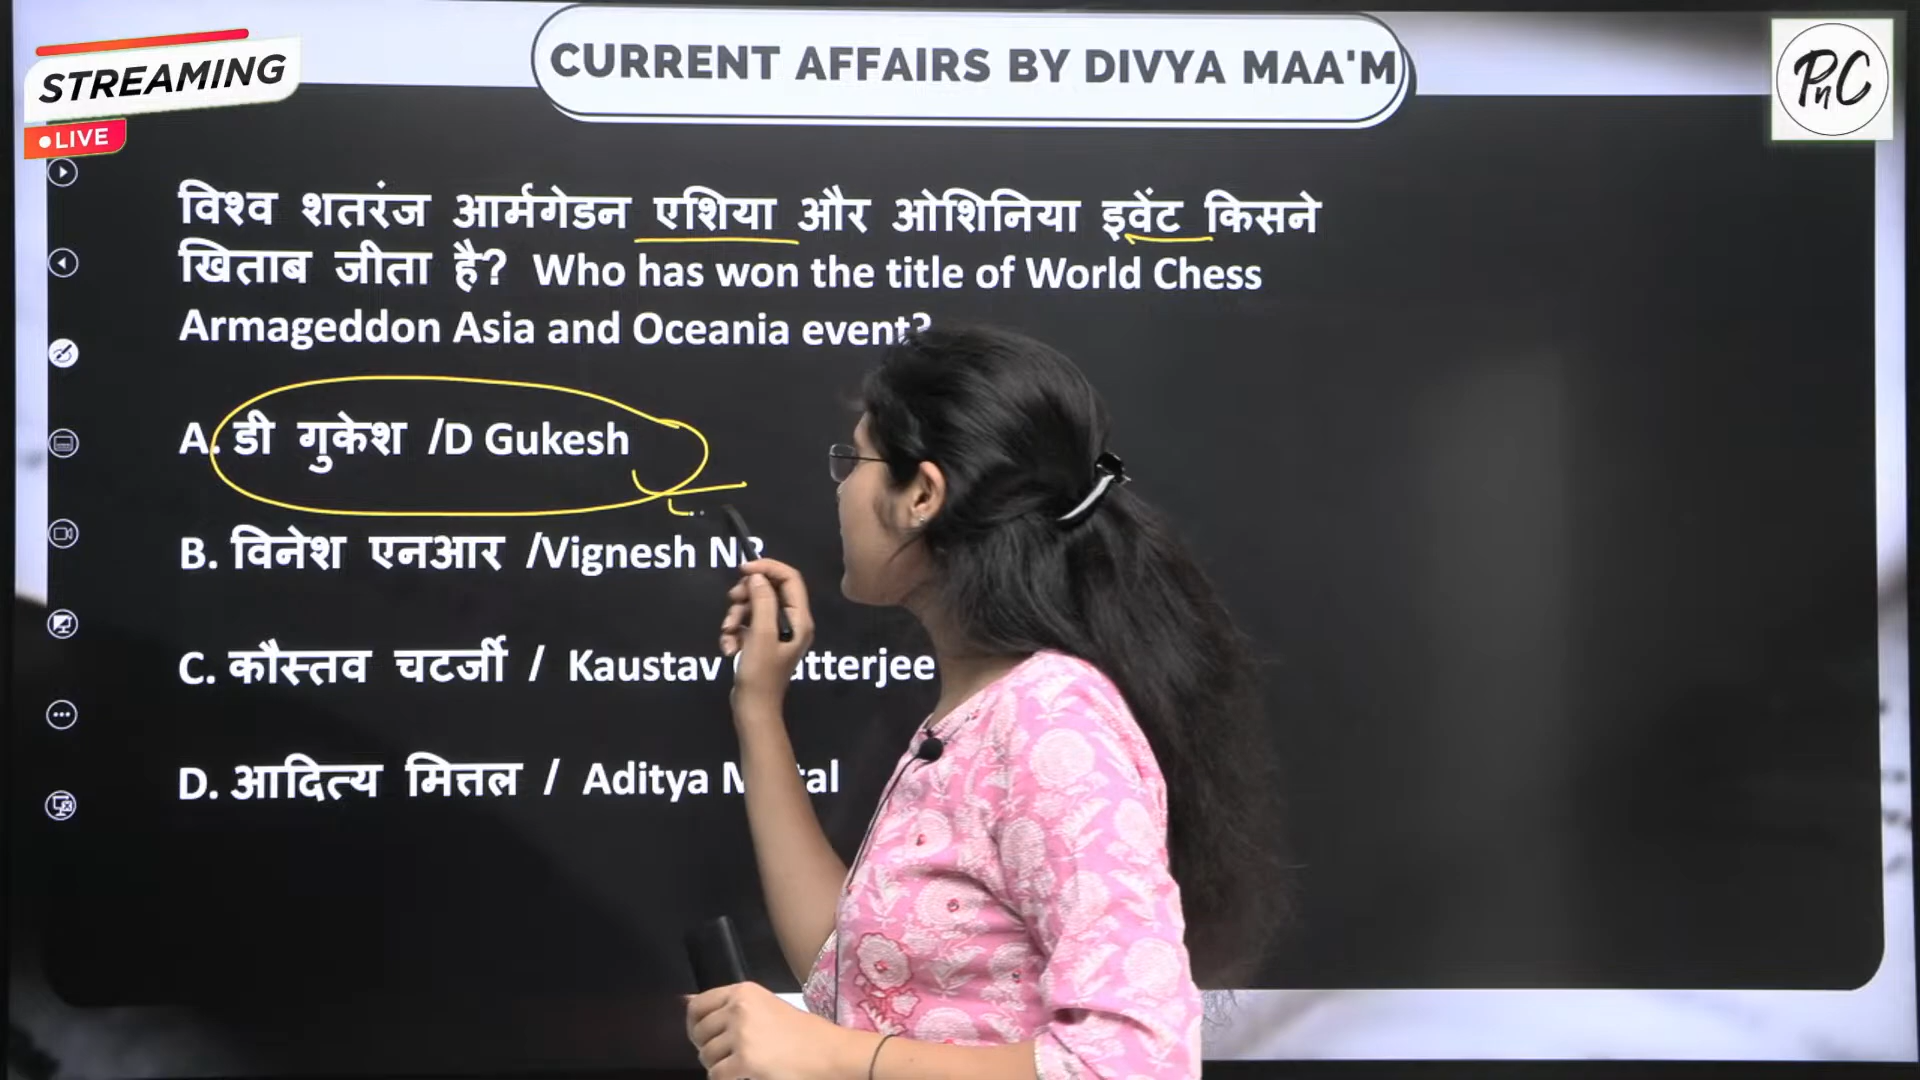 STREAMING
LIVE
CURRENT AFFAIRS BY DIVYA MAA'M
PnC
विश्व शतरंज आर्मगेडन एशिया और ओशिनिया इवेंट किसने
खिताब जीता है? Who has won the title of World Chess
Armageddon Asia and Oceania event?
A. डी गुकेश /D Gukesh
B. विनेश एनआर /Vignesh NR
C. कौस्तव चटर्जी / Kaustav
D. आदित्य मित्तल / Aditya